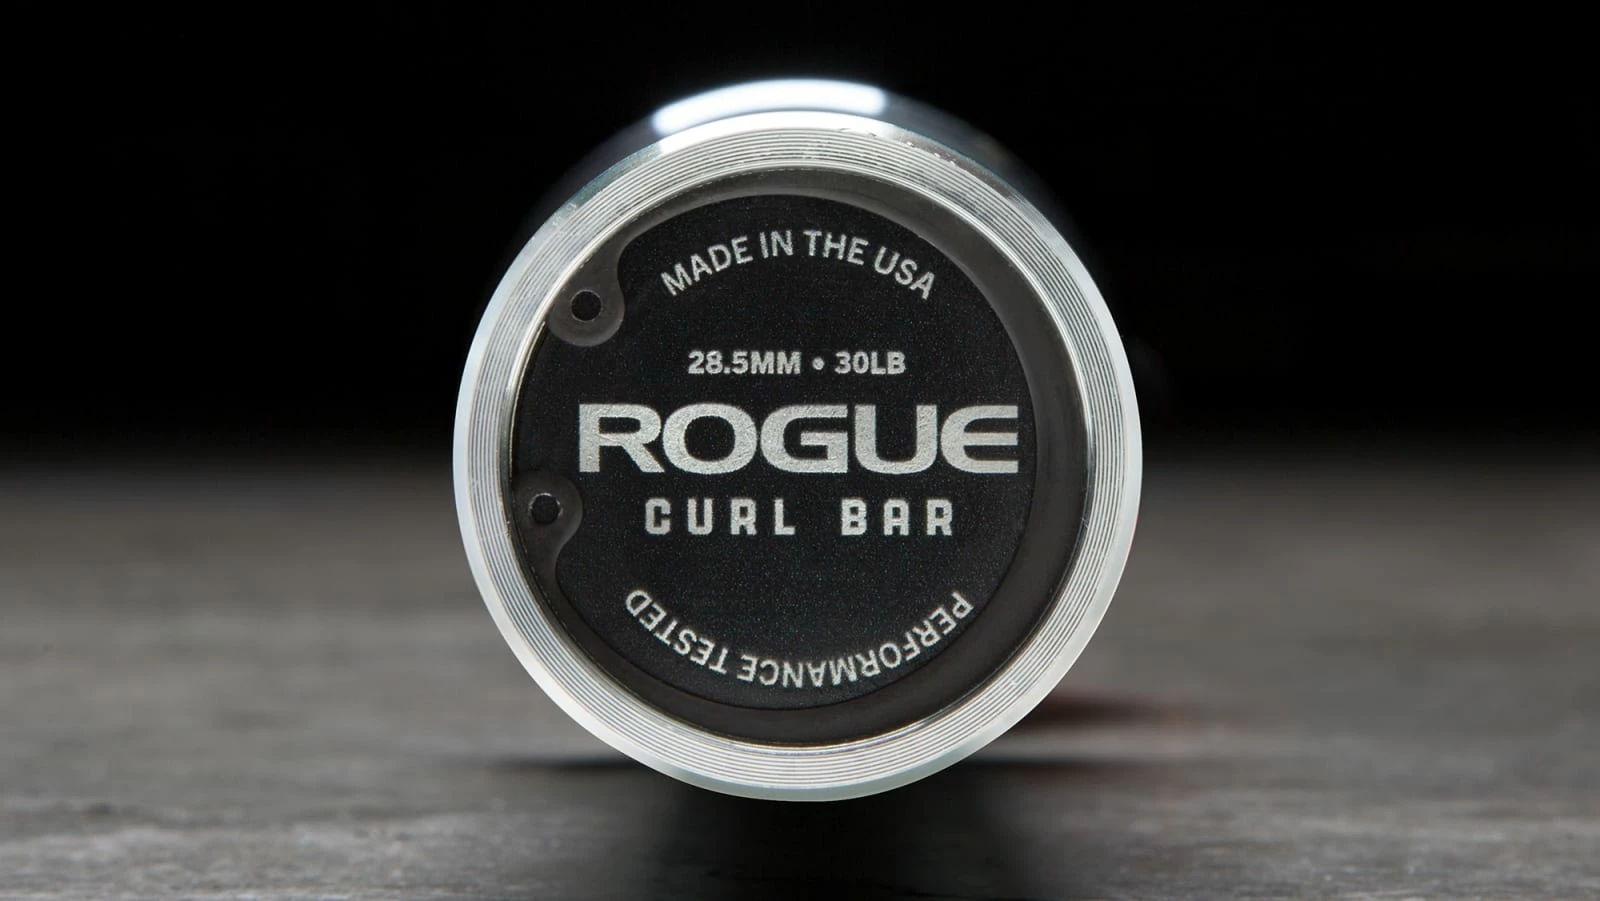 MADE IN THE USA
28.5MM • 30LB
ROGUE
CURL BAR
PERFORMANCE TESTED